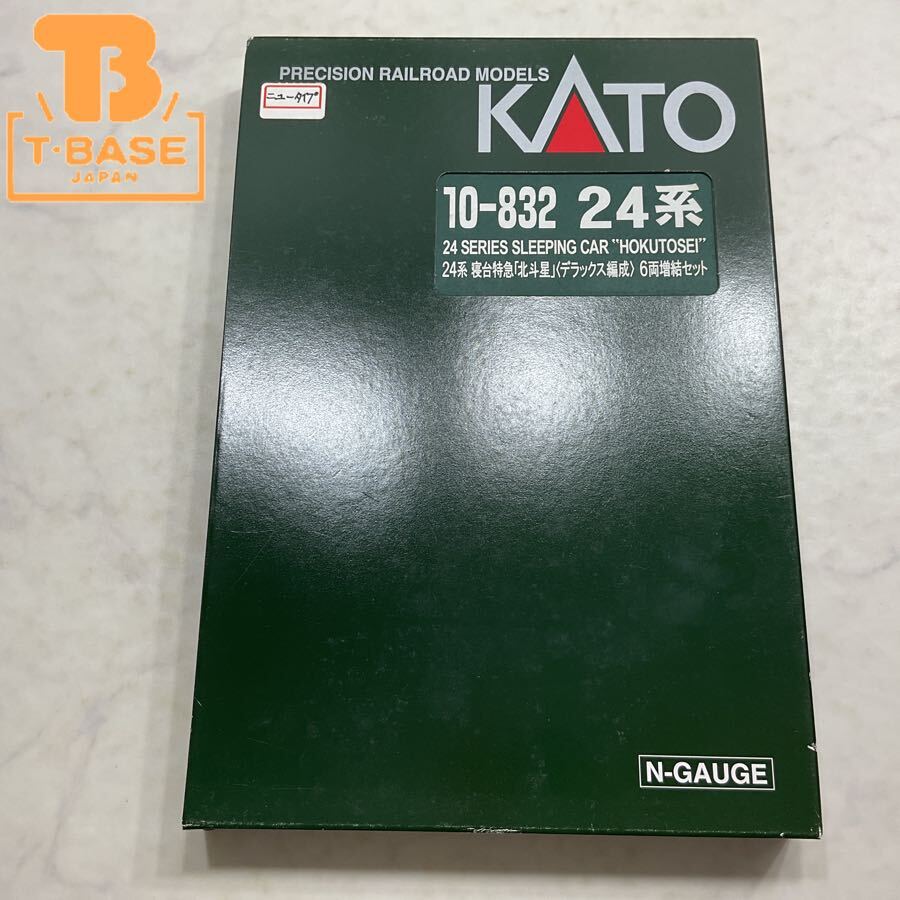 B
T·BASE
JAPAN
PRECISION RAILROAD MODELS
ニュータイプ
KATO
10-832 24系
24 SERIES SLEEPING CAR "HOKUTOSEI"
24系 寝台特急「北斗星」〈デラックス編成〉 6両増結セット
N-GAUGE